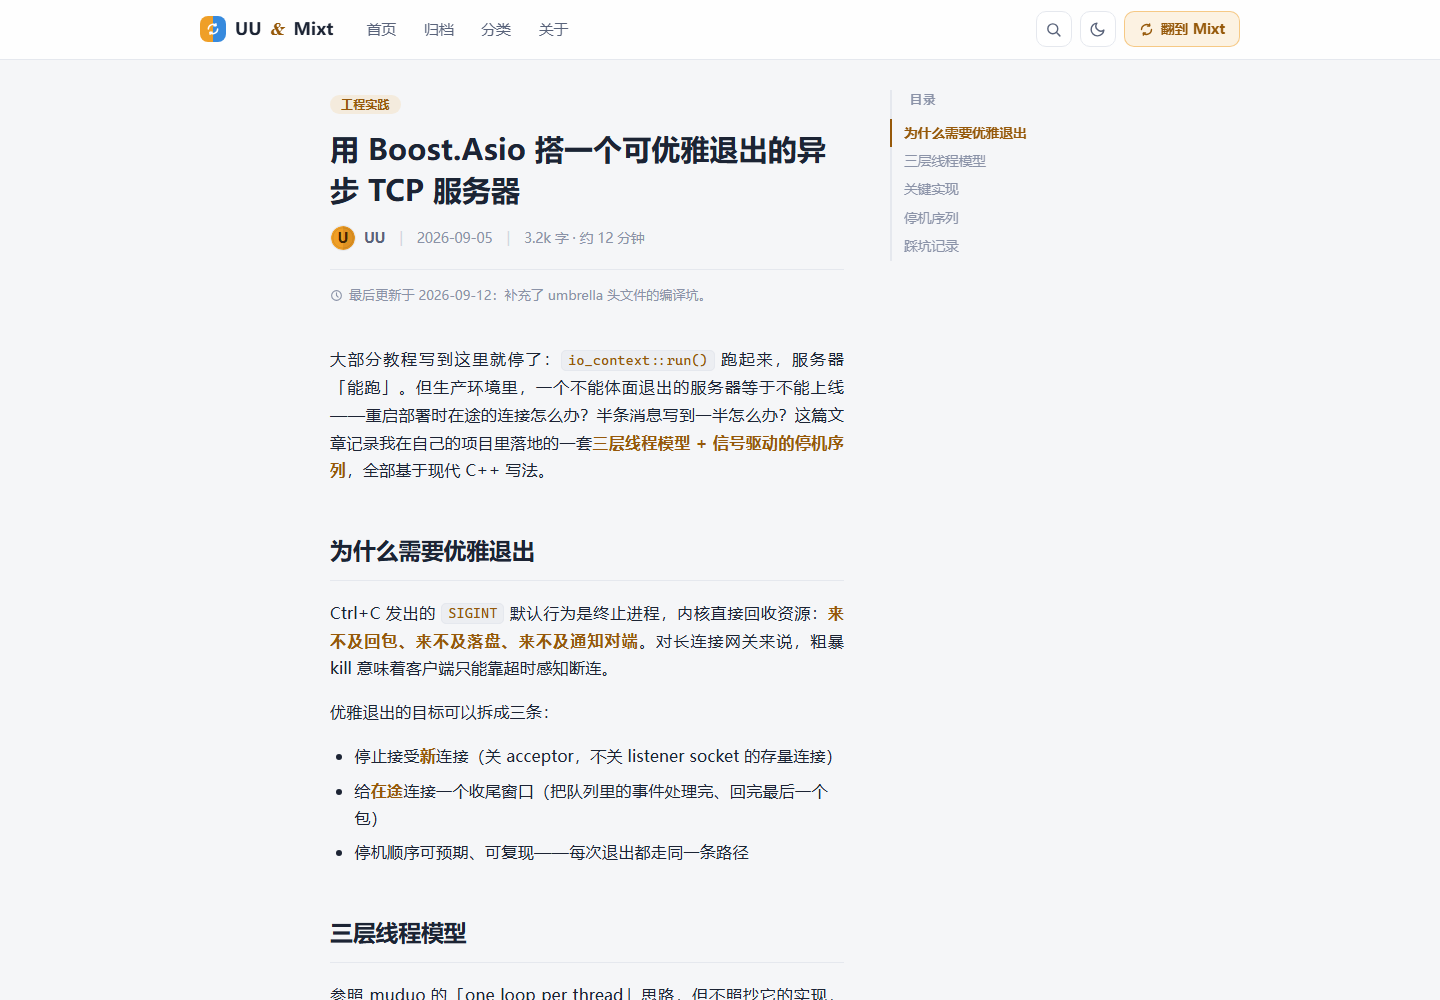 UU & Mixt
首页
归档
分类
关于
翻到 Mixt
工程实践
用 Boost.Asio 搭一个可优雅退出的异
步 TCP 服务器
U UU | 2026-09-05 | 3.2k 字 · 约 12 分钟
最后更新于 2026-09-12：补充了 umbrella 头文件的编译坑。
大部分教程写到这里就停了：io_context::run() 跑起来，服务器
「能跑」。但生产环境里，一个不能体面退出的服务器等于不能上线
——重启部署时在途的连接怎么办？半条消息写到一半怎么办？这篇文
章记录我在自己的项目里落地的一套三层线程模型 + 信号驱动的停机序
列，全部基于现代 C++ 写法。
为什么需要优雅退出
Ctrl+C 发出的 SIGINT 默认行为是终止进程，内核直接回收资源：来
不及回包、来不及落盘、来不及通知对端。对长连接网关来说，粗暴
kill 意味着客户端只能靠超时感知断连。
优雅退出的目标可以拆成三条：
• 停止接受新连接（关 acceptor，不关 listener socket 的存量连接）
• 给在途连接一个收尾窗口（把队列里的事件处理完、回完最后一个
包）
• 停机顺序可预期、可复现——每次退出都走同一条路径
三层线程模型
参照 muduo 的「one loop per thread」思路，但不照抄它的实现，
目录
为什么需要优雅退出
三层线程模型
关键实现
停机序列
踩坑记录